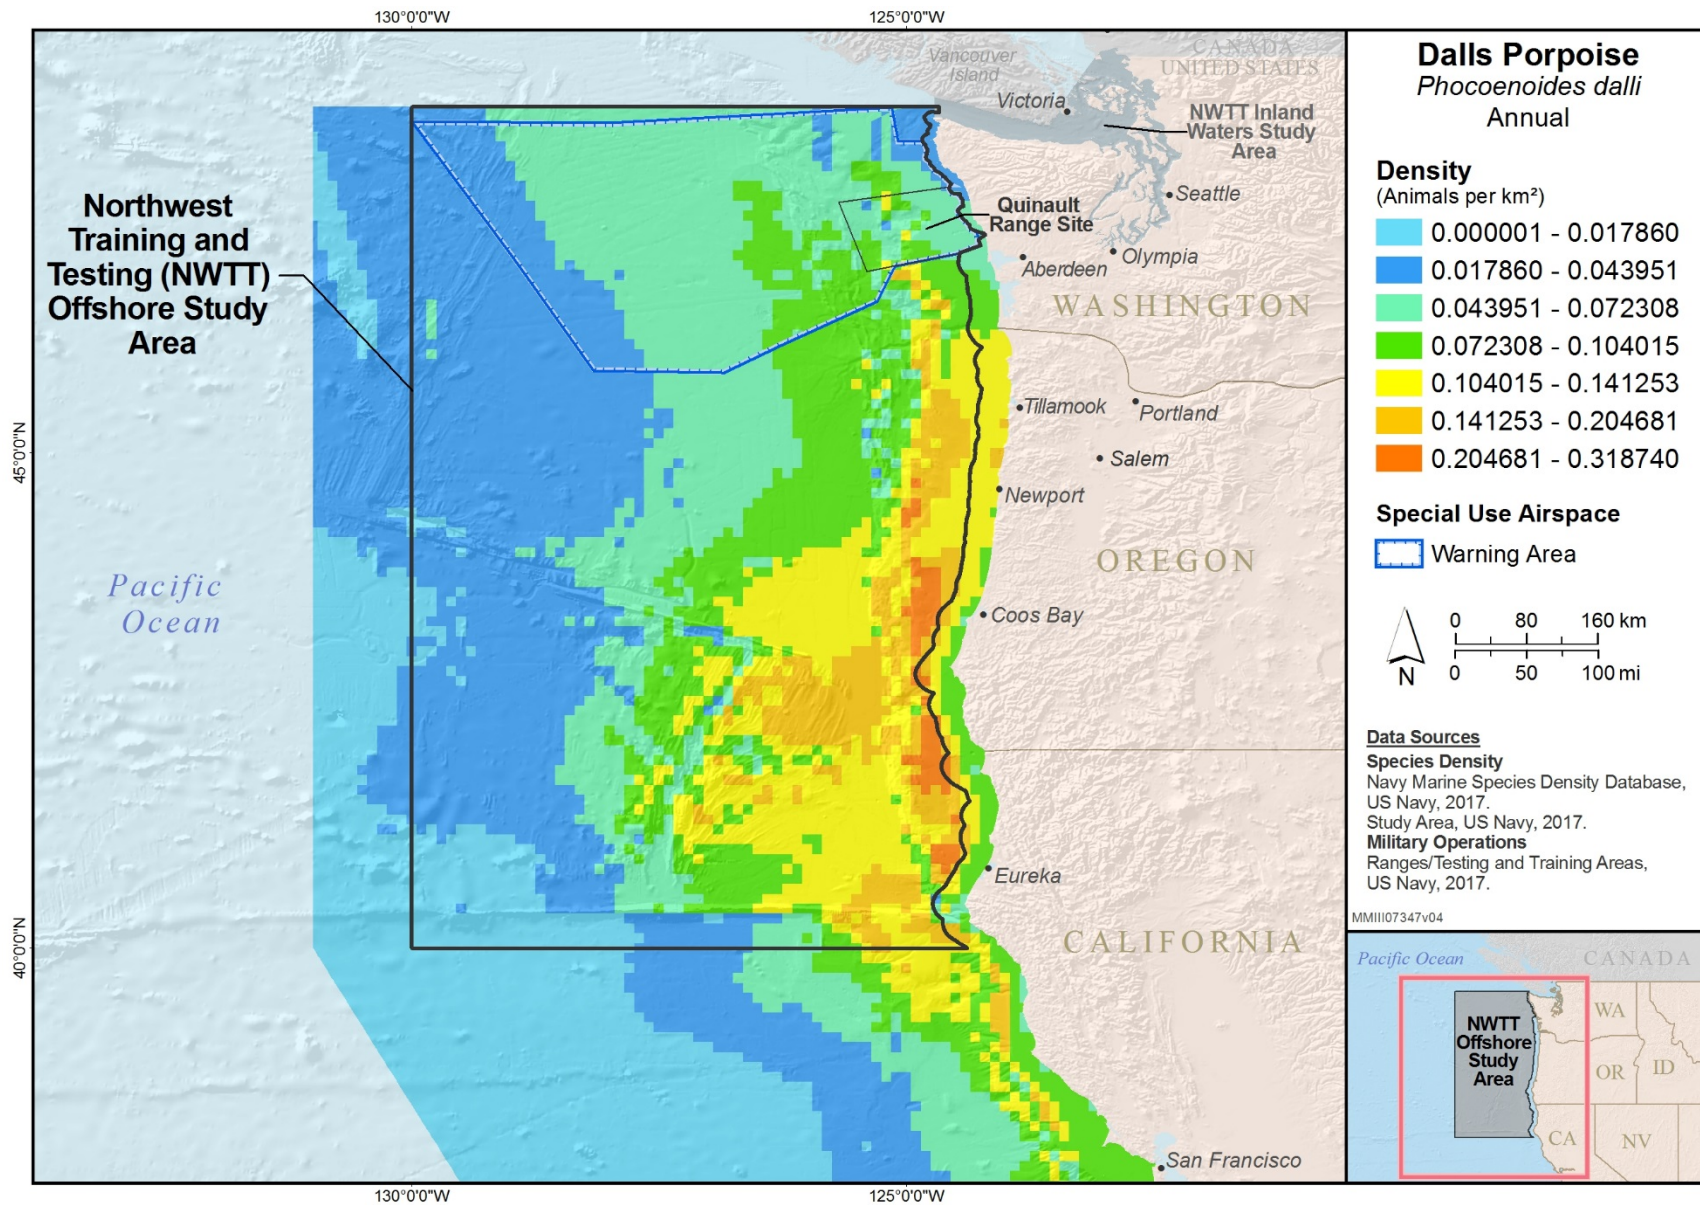 130°0'0"W
125°0'0"W
Vancouver
Island
CANADA
UNITED STATES
Victoria
NWTT Inland
Waters Study
Area
Seattle
Northwest
Training and
Testing (NWTT)
Offshore Study
Area
Quinault
Range Site
Olympia
Aberdeen
WASHINGTON
Tillamook
Portland
45°0'0"N
Salem
Newport
OREGON
Pacific
Ocean
Coos Bay
Eureka
40°0'0"N
CALIFORNIA
San Francisco
130°0'0"W
125°0'0"W
Dalls Porpoise
Phocoenoides dalli
Annual
Density
(Animals per km²)
0.000001 - 0.017860
0.017860 - 0.043951
0.043951 - 0.072308
0.072308 - 0.104015
0.104015 - 0.141253
0.141253 - 0.204681
0.204681 - 0.318740
Special Use Airspace
Warning Area
0 80 160 km
0 50 100 mi
N
Data Sources
Species Density
Navy Marine Species Density Database,
US Navy, 2017.
Study Area, US Navy, 2017.
Military Operations
Ranges/Testing and Training Areas,
US Navy, 2017.
MMIII07347v04
Pacific Ocean
CANADA
NWTT
Offshore
Study
Area
WA
OR
ID
CA
NV